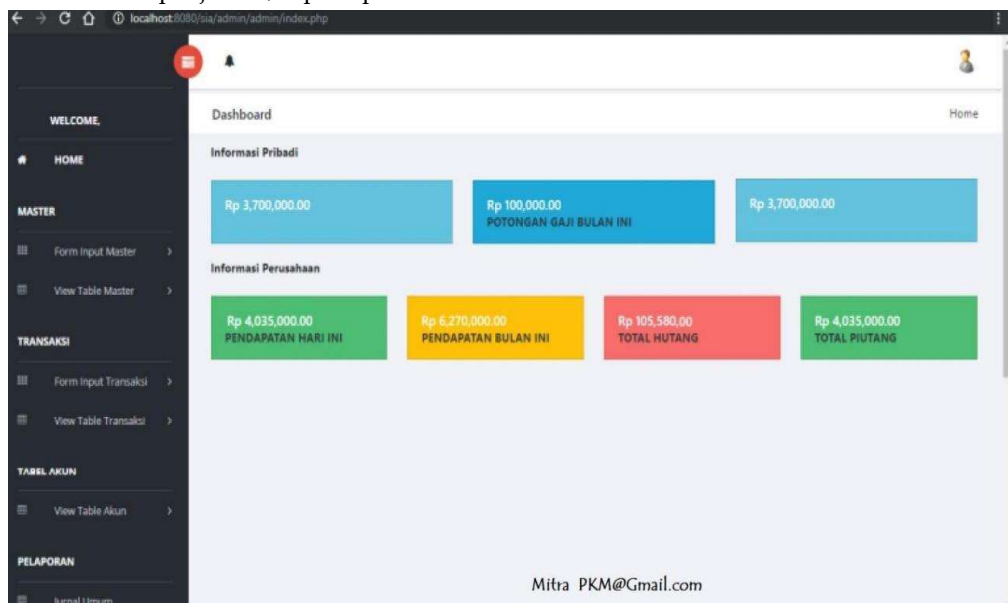 localhost:8080/sia/admin/admin/index.php
WELCOME,
HOME
MASTER
Form Input Master
View Table Master
TRANSAKSI
Form Input Transaksi
View Table Transaksi
TABEL AKUN
View Table Akun
PELAPORAN
Jurnal Umum
Dashboard
Home
Informasi Pribadi
Rp 3,700,000.00
Rp 100,000.00
POTONGAN GAJI BULAN INI
Rp 3,700,000.00
Informasi Perusahaan
Rp 4,035,000.00
PENDAPATAN HARI INI
Rp 6,270,000.00
PENDAPATAN BULAN INI
Rp 105,580,00
TOTAL HUTANG
Rp 4,035,000.00
TOTAL PIUTANG
Mitra PKM@Gmail.com